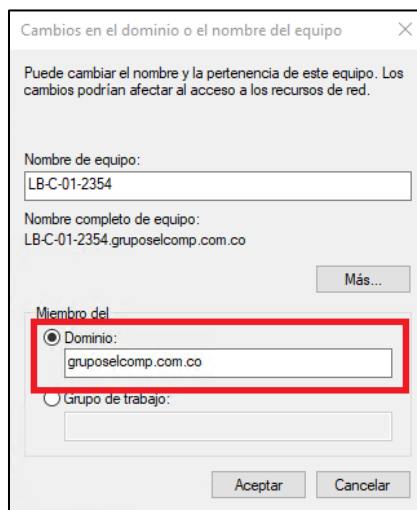 Cambios en el dominio o el nombre del equipo
Puede cambiar el nombre y la pertenencia de este equipo. Los
cambios podrían afectar al acceso a los recursos de red.
Nombre de equipo:
LB-C-01-2354
Nombre completo de equipo:
LB-C-01-2354.gruposelcomp.com.co
Más...
Miembro del
Dominio:
gruposelcomp.com.co
Grupo de trabajo:
Aceptar Cancelar